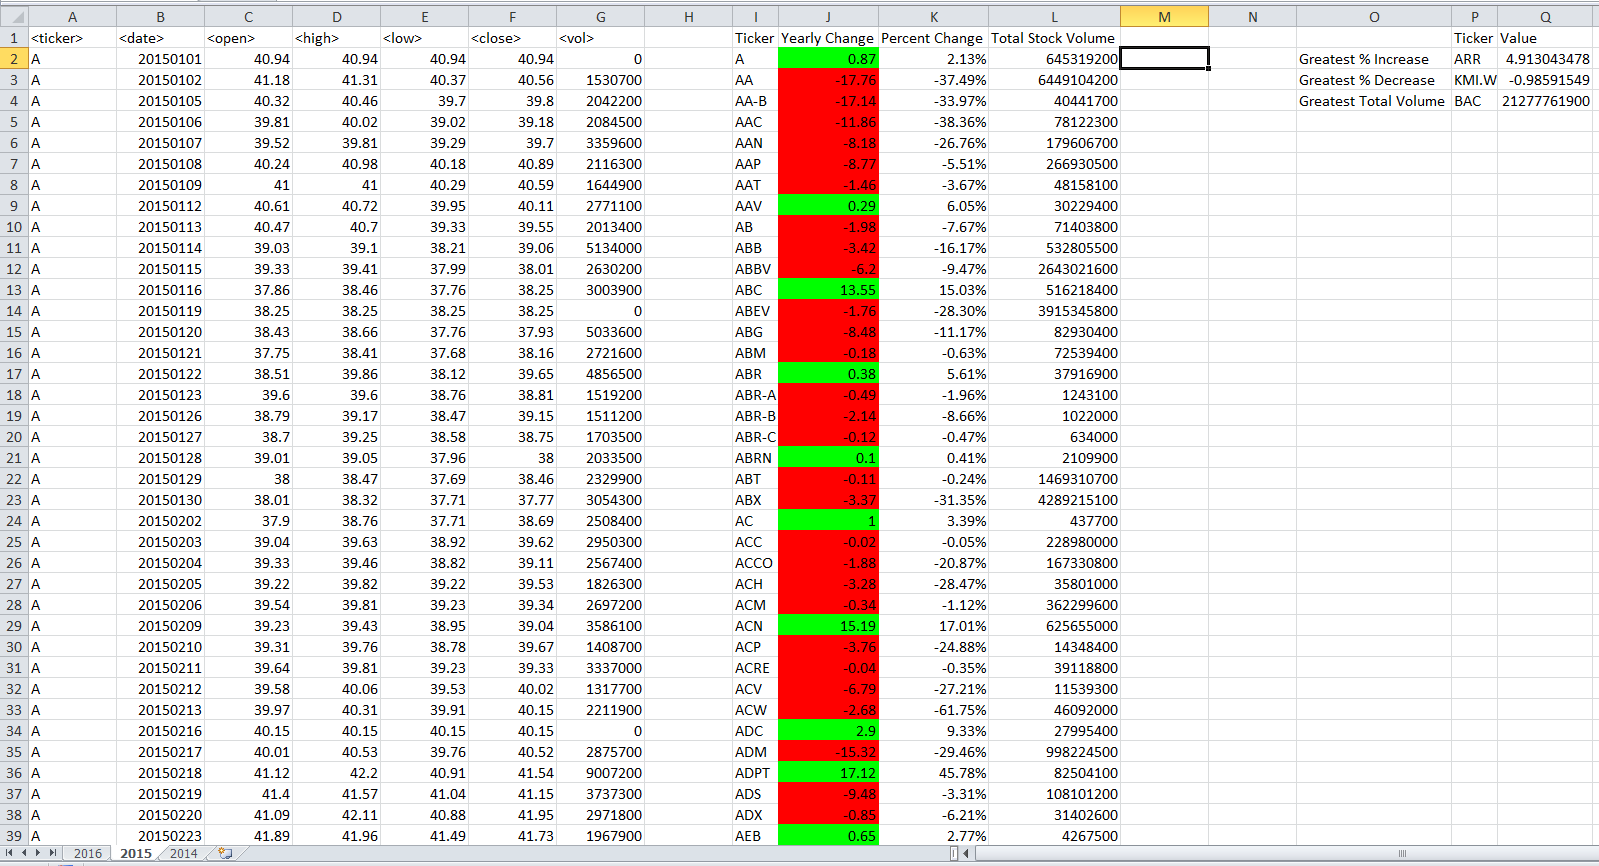 A B C D E F G H I J K L M N O P Q
1 <ticker> <date> <open> <high> <low> <close> <vol> Ticker Yearly Change Percent Change Total Stock Volume Ticker Value
2 A 20150101 40.94 40.94 40.94 40.94 0 A 0.87 2.13% 645319200 Greatest % Increase ARR 4.913043478
3 A 20150102 41.18 41.31 40.37 40.56 1530700 AA -17.76 -37.49% 6449104200 Greatest % Decrease KMI.W -0.98591549
4 A 20150105 40.32 40.46 39.7 39.8 2042200 AA-B -17.14 -33.97% 40441700 Greatest Total Volume BAC 21277761900
5 A 20150106 39.81 40.02 39.02 39.18 2084500 AAC -11.86 -38.36% 78122300
6 A 20150107 39.52 39.81 39.29 39.7 3359600 AAN -8.18 -26.76% 179606700
7 A 20150108 40.24 40.98 40.18 40.89 2116300 AAP -8.77 -5.51% 266930500
8 A 20150109 41 41 40.29 40.59 1644900 AAT -1.46 -3.67% 48158100
9 A 20150112 40.61 40.72 39.95 40.11 2771100 AAV 0.29 6.05% 30229400
10 A 20150113 40.47 40.7 39.33 39.55 2013400 AB -1.98 -7.67% 71403800
11 A 20150114 39.03 39.1 38.21 39.06 5134000 ABB -3.42 -16.17% 532805500
12 A 20150115 39.33 39.41 37.99 38.01 2630200 ABBV -6.2 -9.47% 2643021600
13 A 20150116 37.86 38.46 37.76 38.25 3003900 ABC 13.55 15.03% 516218400
14 A 20150119 38.25 38.25 38.25 38.25 0 ABEV -1.76 -28.30% 3915345800
15 A 20150120 38.43 38.66 37.76 37.93 5033600 ABG -8.48 -11.17% 82930400
16 A 20150121 37.75 38.41 37.68 38.16 2721600 ABM -0.18 -0.63% 72539400
17 A 20150122 38.51 39.86 38.12 39.65 4856500 ABR 0.38 5.61% 37916900
18 A 20150123 39.6 39.6 38.76 38.81 1519200 ABR-A -0.49 -1.96% 1243100
19 A 20150126 38.79 39.17 38.47 39.15 1511200 ABR-B -2.14 -8.66% 1022000
20 A 20150127 38.7 39.25 38.58 38.75 1703500 ABR-C -0.12 -0.47% 634000
21 A 20150128 39.01 39.05 37.96 38 2033500 ABRN 0.1 0.41% 2109900
22 A 20150129 38 38.47 37.69 38.46 2329900 ABT -0.11 -0.24% 1469310700
23 A 20150130 38.01 38.32 37.71 37.77 3054300 ABX -3.37 -31.35% 4289215100
24 A 20150202 37.9 38.76 37.71 38.69 2508400 AC 1 3.39% 437700
25 A 20150203 39.04 39.63 38.92 39.62 2950300 ACC -0.02 -0.05% 228980000
26 A 20150204 39.33 39.46 38.82 39.11 2567400 ACCO -1.88 -20.87% 167330800
27 A 20150205 39.22 39.82 39.22 39.53 1826300 ACH -3.28 -28.47% 35801000
28 A 20150206 39.54 39.81 39.23 39.34 2697200 ACM -0.34 -1.12% 362299600
29 A 20150209 39.23 39.43 38.95 39.04 3586100 ACN 15.19 17.01% 625655000
30 A 20150210 39.31 39.76 38.78 39.67 1408700 ACP -3.76 -24.88% 14348400
31 A 20150211 39.64 39.81 39.23 39.33 3337000 ACRE -0.04 -0.35% 39118800
32 A 20150212 39.58 40.06 39.53 40.02 1317700 ACV -6.79 -27.21% 11539300
33 A 20150213 39.97 40.31 39.91 40.15 2211900 ACW -2.68 -61.75% 46092000
34 A 20150216 40.15 40.15 40.15 40.15 0 ADC 2.9 9.33% 27995400
35 A 20150217 40.01 40.53 39.76 40.52 2875700 ADM -15.32 -29.46% 998224500
36 A 20150218 41.12 42.2 40.91 41.54 9007200 ADPT 17.12 45.78% 82504100
37 A 20150219 41.4 41.57 41.04 41.15 3737300 ADS -9.48 -3.31% 108101200
38 A 20150220 41.09 42.11 40.88 41.95 2971800 ADX -0.85 -6.21% 31402600
39 A 20150223 41.89 41.96 41.49 41.73 1967900 AEB 0.65 2.77% 4267500
2016 2015 2014